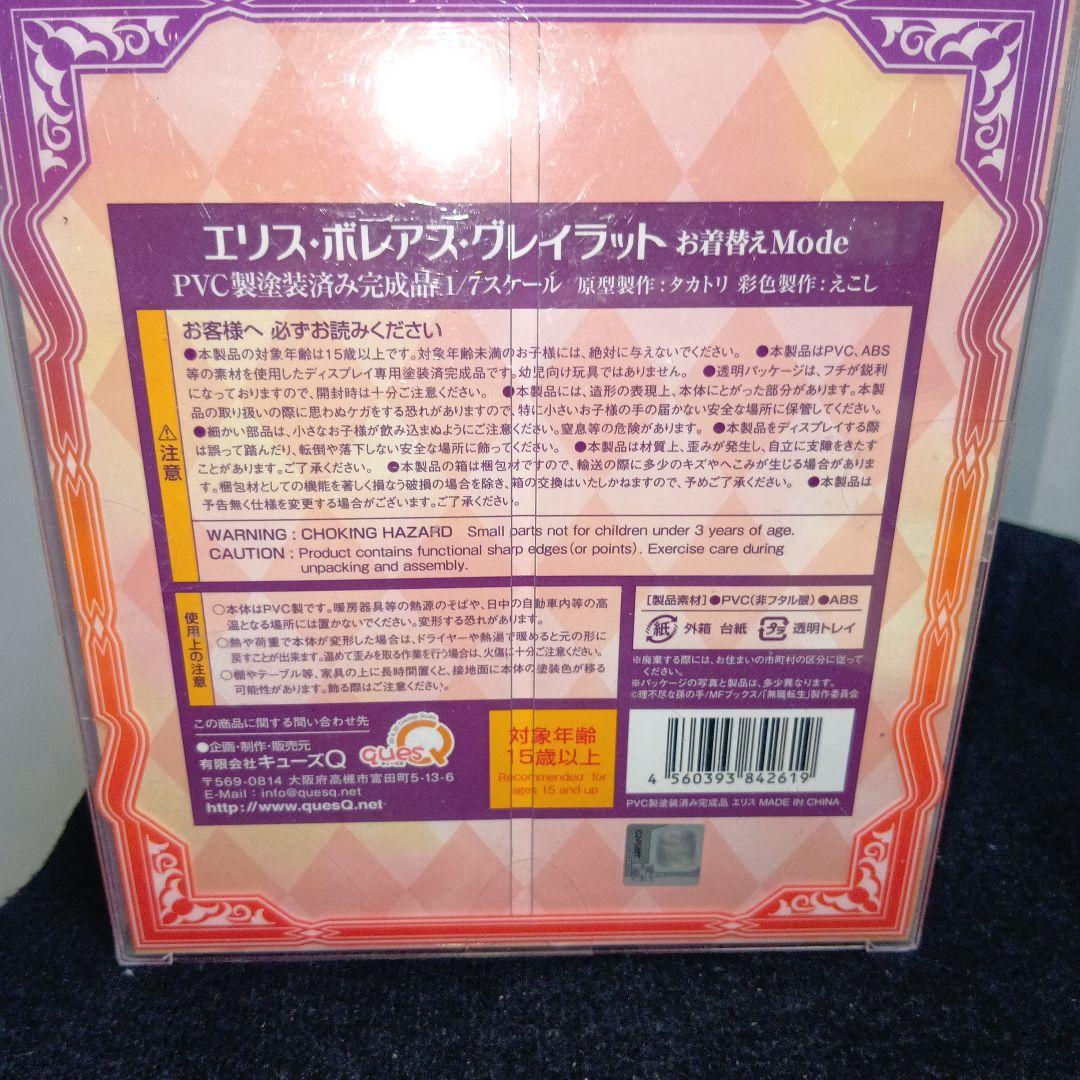 エリス・ボレアス・グレイラット お着替えMode
PVC製塗装済み完成品 1/7スケール 原型製作：タカトリ 彩色製作：えこし
⚠注意
お客様へ 必ずお読みください
●本製品の対象年齢は15歳以上です。対象年齢未満のお子様には、絶対に与えないでください。 ●本製品はPVC、ABS
等の素材を使用したディスプレイ専用塗装済完成品です。幼児向け玩具ではありません。 ●透明パッケージは、フチが鋭利
になっておりますので、開封時は十分ご注意ください。 ●本製品には、造形の表現上、本体にとがった部分があります。本製
品の取り扱いの際に思わぬケガをする恐れがありますので、特に小さいお子様の手の届かない安全な場所に保管してください。
●細かい部品は、小さなお子様が飲み込まぬようにご注意ください。窒息等の危険があります。 ●本製品をディスプレイする際
は誤って踏んだり、転倒や落下しない安全な場所に飾ってください。 ●本製品は材質上、歪みが発生し、自立に支障をきたす
ことがあります。ご了承ください。 ●本製品の箱は梱包材ですので、輸送の際に多少のキズやへこみが生じる場合がありま
す。梱包材としての機能を著しく損なう破損の場合を除き、箱の交換はいたしかねますので、予めご了承ください。 ●本製品は
予告無く仕様を変更する場合がございます。ご了承ください。
WARNING : CHOKING HAZARD Small parts not for children under 3 years of age.
CAUTION : Product contains functional sharp edges (or points). Exercise care during
unpacking and assembly.
使用上の注意
○本体はPVC製です。暖房器具等の熱源のそばや、日中の自動車内等の高
温となる場所には置かないでください。変形する恐れがあります。
○熱や荷重で本体が変形した場合は、ドライヤーや熱湯で暖めると元の形に
戻すことが出来ます。温めて歪みを取る作業を行う場合は、火傷に十分ご注意ください。
○棚やテーブル等、家具の上に長時間置くと、接地面に本体の塗装色が移る
可能性があります。飾る際はご注意ください。
[製品素材] ●PVC(非フタル酸) ●ABS
紙 外箱 台紙 プラ 透明トレイ
※廃棄する際には、お住まいの市町村の区分に従って
ください。
※パッケージの写真と製品は、多少異なります。
©理不尽な孫の手/MFブックス/「無職転生」製作委員会
この商品に関する問い合わせ先
●企画・制作・販売元
有限会社キューズQ
quesQ
〒569-0814 大阪府高槻市富田町5-13-6
E-Mail : info@quesq.net
http://www.quesQ.net
対象年齢
15歳以上
Recommended for
ages 15 and up
4 560393 842619
PVC製塗装済み完成品 エリス MADE IN CHINA